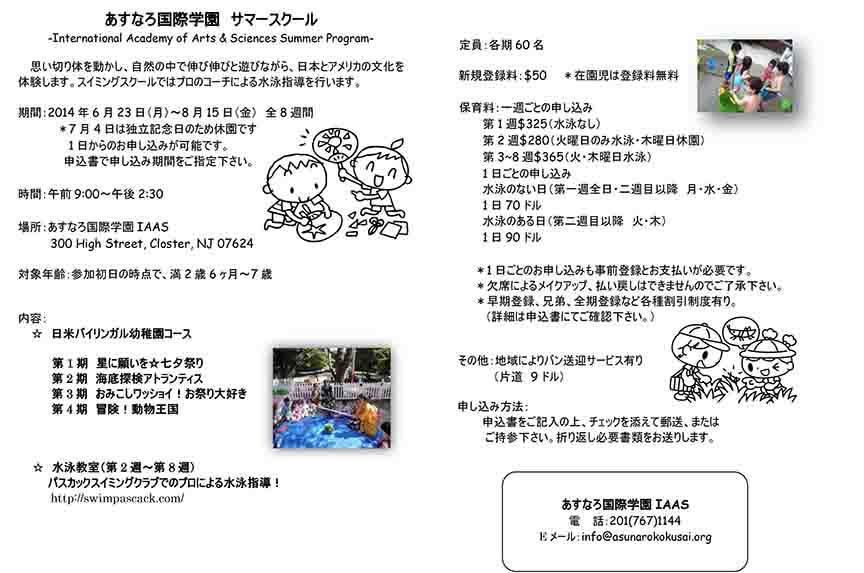 あすなろ国際学園 サマースクール
-International Academy of Arts & Sciences Summer Program-
思い切り体を動かし、自然の中で伸び伸びと遊びながら、日本とアメリカの文化を
体験します。スイミングスクールではプロのコーチによる水泳指導を行います。
期間：2014年6月23日（月）～8月15日（金） 全8週間
＊7月4日は独立記念日のため休園です
1日からのお申し込みが可能です。
申込書で申し込み期間をご指定下さい。
時間：午前9:00～午後2:30
場所：あすなろ国際学園 IAAS
300 High Street, Closter, NJ 07624
対象年齢：参加初日の時点で、満2歳6ヶ月～7歳
内容：
☆ 日米バイリンガル幼稚園コース
第1期 星に願いを☆七夕祭り
第2期 海底探検アトランティス
第3期 おみこしワッショイ！お祭り大好き
第4期 冒険！動物王国
☆ 水泳教室（第2週～第8週）
パスカックスイミングクラブでのプロによる水泳指導！
http://swimpascack.com/
定員：各期60名
新規登録料：$50 ＊在園児は登録料無料
保育料：一週ごとの申し込み
第1週$325（水泳なし）
第2週$280（火曜日のみ水泳・木曜日休園）
第3~8週$365（火・木曜日水泳）
1日ごとの申し込み
水泳のない日（第一週全日・二週目以降 月・水・金）
1日70ドル
水泳のある日（第二週目以降 火・木）
1日90ドル
＊1日ごとのお申し込みも事前登録とお支払いが必要です。
＊欠席によるメイクアップ、払い戻しはできませんのでご了承下さい。
＊早期登録、兄弟、全期登録など各種割引制度有り。
（詳細は申込書にてご確認下さい。）
その他：地域によりバン送迎サービス有り
（片道 9ドル）
申し込み方法：
申込書をご記入の上、チェックを添えて郵送、または
ご持参下さい。折り返し必要書類をお送りします。
あすなろ国際学園 IAAS
電 話：201(767)1144
Eメール：info@asunarokokusai.org